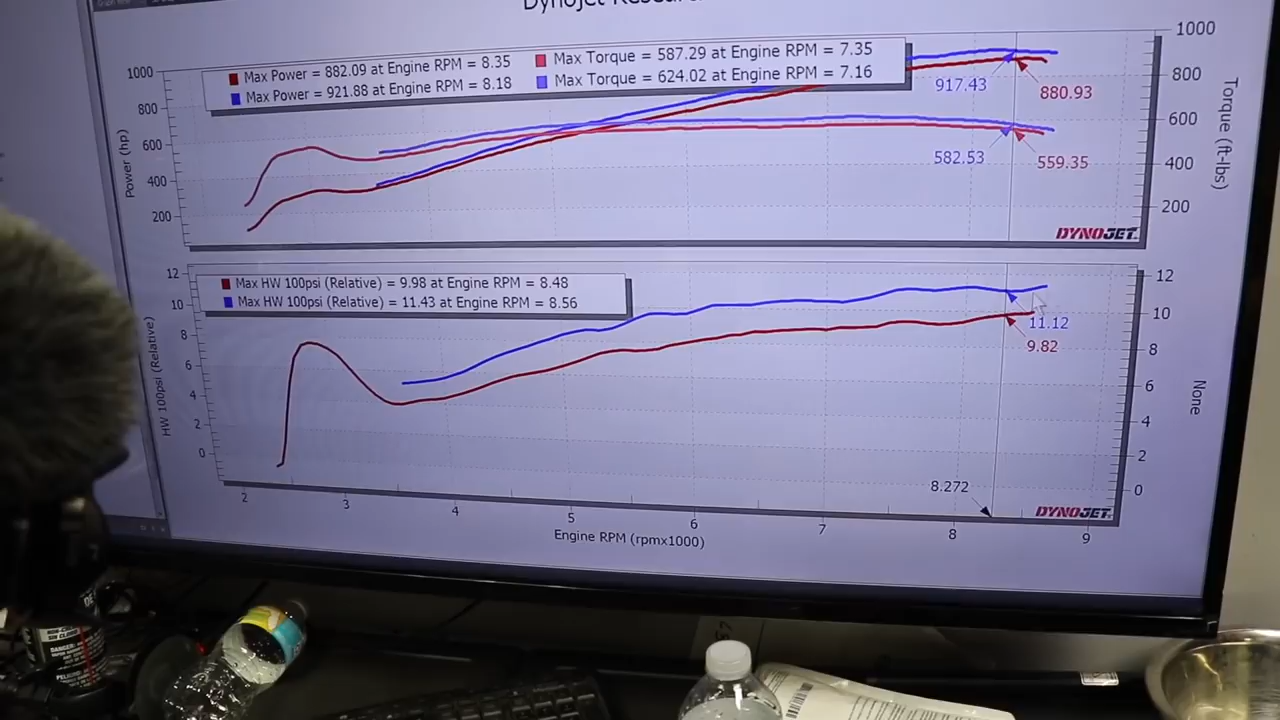 Dynojet Research
Max Power = 882.09 at Engine RPM = 8.35
Max Torque = 587.29 at Engine RPM = 7.35
Max Power = 921.88 at Engine RPM = 8.18
Max Torque = 624.02 at Engine RPM = 7.16
1000
800
600
400
200
Power (hp)
1000
800
600
400
200
Torque (ft-lbs)
917.43
880.93
582.53
559.35
DYNOJET
Max HW 100psi (Relative) = 9.98 at Engine RPM = 8.48
Max HW 100psi (Relative) = 11.43 at Engine RPM = 8.56
12
10
8
6
4
2
0
HW 100psi (Relative)
12
10
8
6
4
2
0
None
11.12
9.82
8.272
DYNOJET
2 3 4 5 6 7 8 9
Engine RPM (rpmx1000)
DANGER: